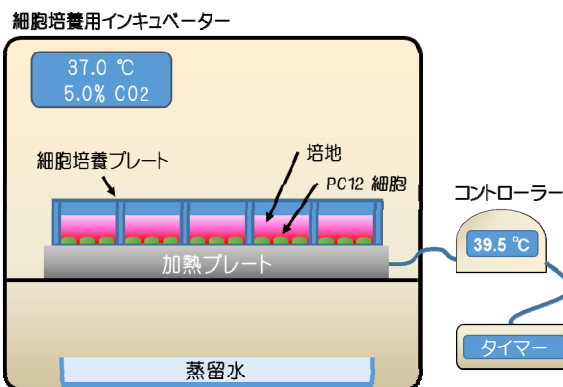 細胞培養用インキュベーター
37.0 ℃
5.0% CO2
細胞培養プレート
培地
PC12 細胞
加熱プレート
蒸留水
コントローラー
39.5 ℃
タイマー